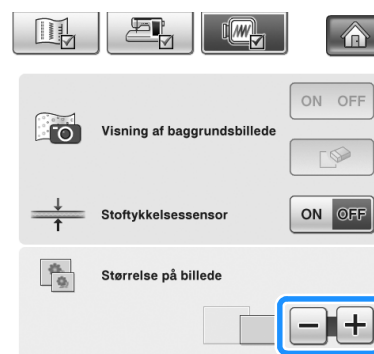 ON OFF
Visning af baggrundsbillede
Stoftykkelsessensor
ON OFF
Størrelse på billede